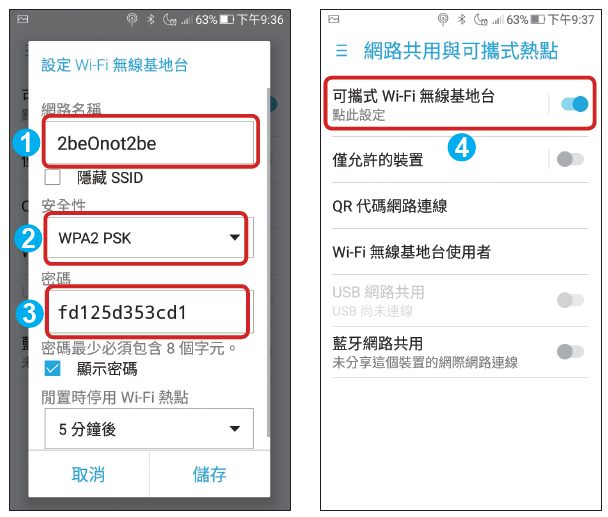 63% 下午9:36
設定 Wi-Fi 無線基地台
網路名稱
1
2beOnot2be
隱藏 SSID
安全性
2
WPA2 PSK
密碼
3
fd125d353cd1
密碼最少必須包含 8 個字元。
顯示密碼
閒置時停用 Wi-Fi 熱點
5 分鐘後
取消 儲存
63% 下午9:37
網路共用與可攜式熱點
可攜式 Wi-Fi 無線基地台
點此設定
4
僅允許的裝置
QR 代碼網路連線
Wi-Fi 無線基地台使用者
USB 網路共用
USB 尚未連線
藍牙網路共用
未分享這個裝置的網際網路連線